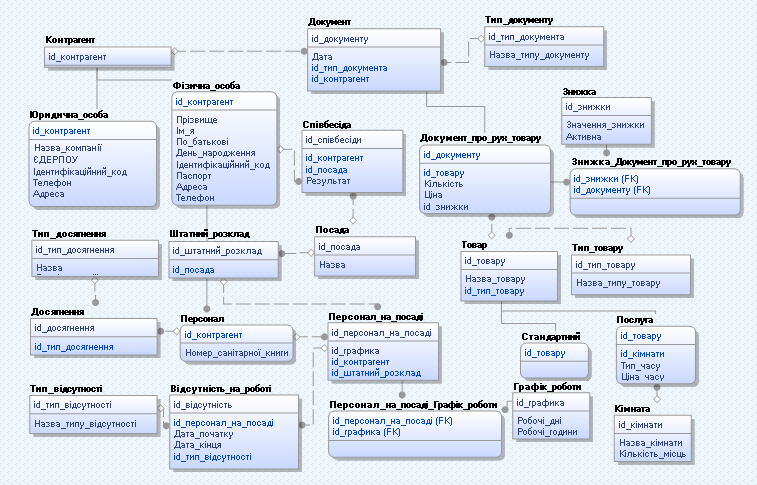 Контрагент
id_контрагент
Документ
id_документу
Дата
id_тип_документа
id_контрагент
Тип_документу
id_тип_документа
Назва_типу_документу
Юридична_особа
id_контрагент
Назва_компанії
ЄДЕРПОУ
Ідентифікаційний_код
Телефон
Адреса
Фізична_особа
id_контрагент
Прізвище
Ім_я
По_батькові
День_народження
Ідентифікаційний_код
Паспорт
Адреса
Телефон
Співбесіда
id_співбесіди
id_контрагент
id_посада
Результат
Документ_про_рух_товару
id_документу
id_товару
Кількість
Ціна
id_знижки
Знижка
id_знижки
Значення_знижки
Активна
Знижка_Документ_про_рух_товару
id_знижки (FK)
id_документу (FK)
Тип_досягнення
id_тип_досягнення
Назва
Штатний_розклад
id_штатний_розклад
id_посада
Посада
id_посада
Назва
Товар
id_товару
Назва_товару
id_тип_товару
Тип_товару
id_тип_товару
Назва_типу_товару
Досягнення
id_досягнення
id_тип_досягнення
Персонал
id_контрагент
Номер_санітарної_книги
Персонал_на_посаді
id_персонал_на_посаді
id_графіка
id_контрагент
id_штатний_розклад
Стандартний
id_товару
Послуга
id_товару
id_кімнати
Тип_часу
Ціна_часу
Тип_відсутності
id_тип_відсутності
Назва_типу_відсутності
Відсутність_на_роботі
id_відсутність
id_персонал_на_посаді
Дата_початку
Дата_кінця
id_тип_відсутності
Персонал_на_посаді_Графік_роботи
id_персонал_на_посаді (FK)
id_графіка (FK)
Графік_роботи
id_графіка
Робочі_дні
Робочі_години
Кімната
id_кімнати
Назва_кімнати
Кількість_місць